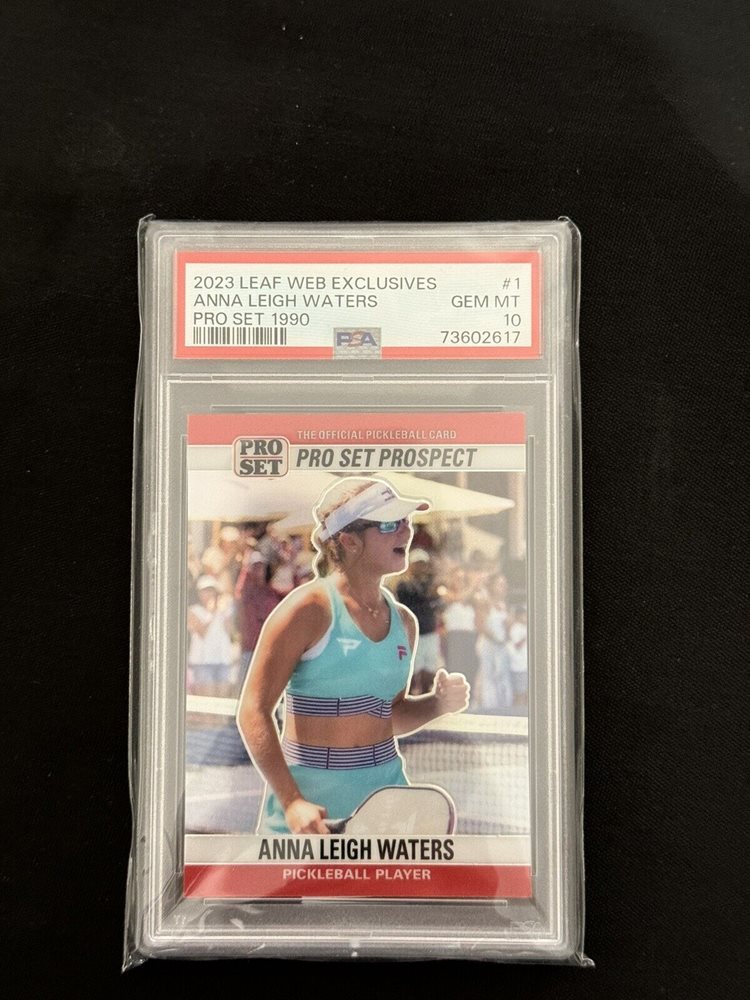 2023 LEAF WEB EXCLUSIVES #1
ANNA LEIGH WATERS GEM MT
PRO SET 1990 10
PSA 73602617
THE OFFICIAL PICKLEBALL CARD
PRO SET
PRO SET PROSPECT
ANNA LEIGH WATERS
PICKLEBALL PLAYER